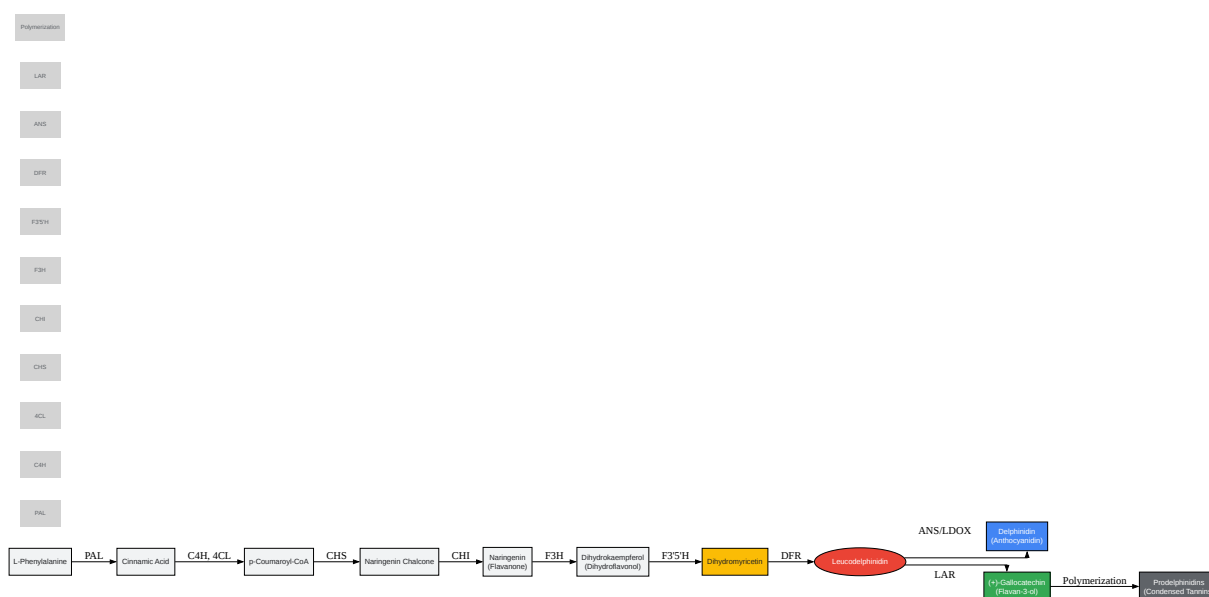 Polymerization
LAR
ANS
DFR
F3'5'H
F3H
CHI
CHS
4CL
C4H
PAL
L-Phenylalanine
PAL
Cinnamic Acid
C4H, 4CL
p-Coumaroyl-CoA
CHS
Naringenin Chalcone
CHI
Naringenin
(Flavanone)
F3H
Dihydrokaempferol
(Dihydroflavonol)
F3'5'H
Dihydromyricetin
DFR
Leucodelphinidin
ANS/LDOX
Delphinidin
(Anthocyanidin)
LAR
(+)-Gallocatechin
(Flavan-3-ol)
Polymerization
Prodelphinidins
(Condensed Tannins